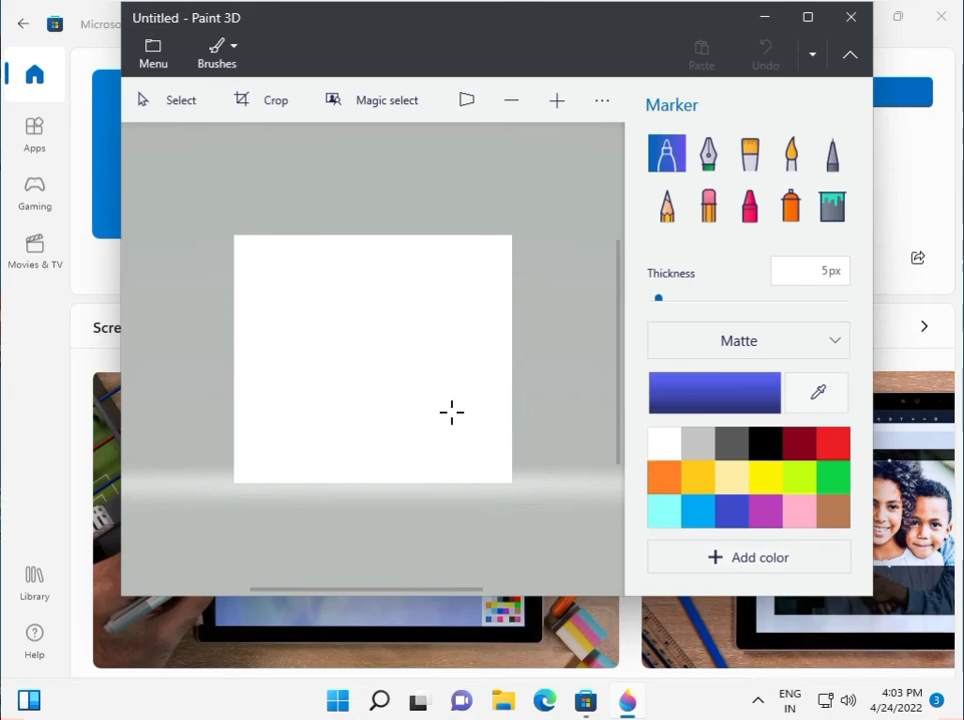 Untitled - Paint 3D
Microso
Menu
Brushes
Paste
Undo
Select
Crop
Magic select
Marker
Apps
Gaming
Movies & TV
Thickness
5px
Scre
Matte
Add color
Library
Help
ENG
IN
4:03 PM
4/24/2022
3